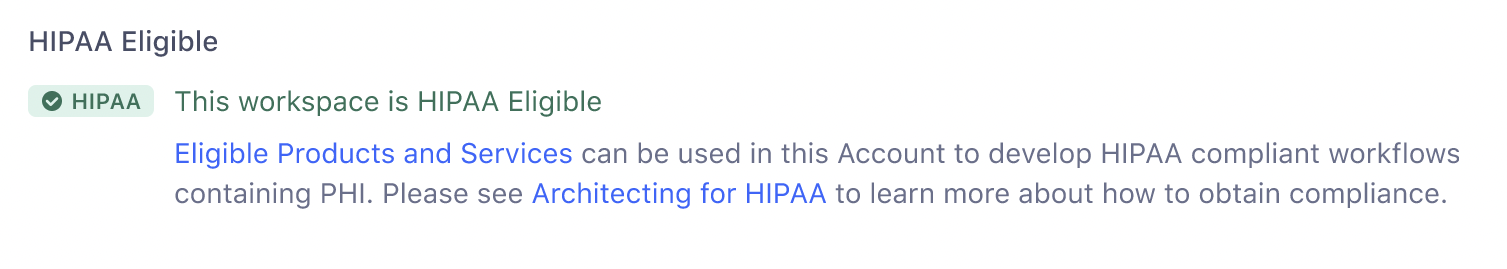 HIPAA Eligible
HIPAA This workspace is HIPAA Eligible
Eligible Products and Services can be used in this Account to develop HIPAA compliant workflows
containing PHI. Please see Architecting for HIPAA to learn more about how to obtain compliance.